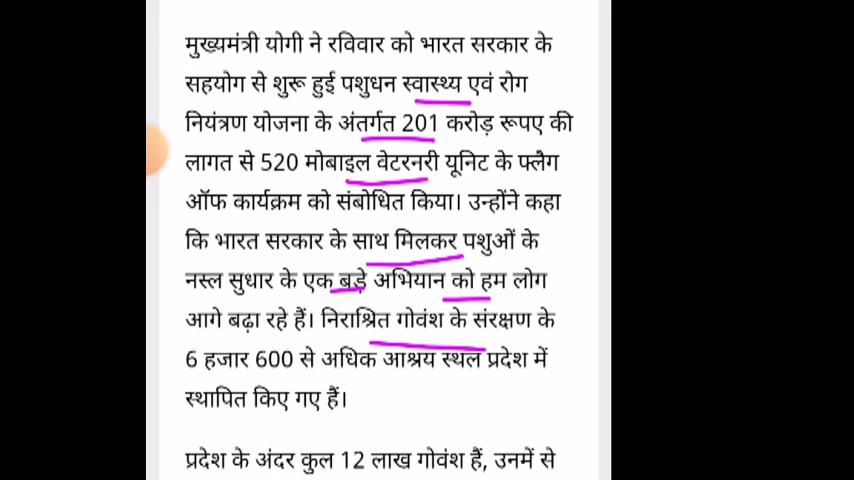 मुख्यमंत्री योगी ने रविवार को भारत सरकार के
सहयोग से शुरू हुई पशुधन स्वास्थ्य एवं रोग
नियंत्रण योजना के अंतर्गत 201 करोड़ रूपए की
लागत से 520 मोबाइल वेटरनरी यूनिट के फ्लैग
ऑफ कार्यक्रम को संबोधित किया। उन्होंने कहा
कि भारत सरकार के साथ मिलकर पशुओं के
नस्ल सुधार के एक बड़े अभियान को हम लोग
आगे बढ़ा रहे हैं। निराश्रित गोवंश के संरक्षण के
6 हजार 600 से अधिक आश्रय स्थल प्रदेश में
स्थापित किए गए हैं।
प्रदेश के अंदर कुल 12 लाख गोवंश हैं, उनमें से